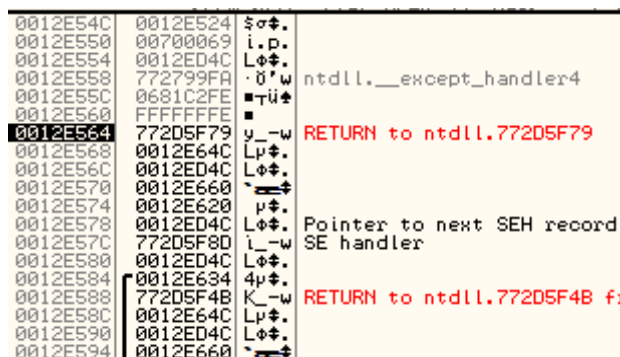 0012E54C 0012E524 $σ‡.
0012E550 00700069 i.p.
0012E554 0012ED4C LΦ‡.
0012E558 772799FA ·Ö'w ntdll.__except_handler4
0012E55C 0681C2FE ■┬ü♠
0012E560 FFFFFFFE ■
0012E564 772D5F79 y_-w RETURN to ntdll.772D5F79
0012E568 0012E64C Lµ‡.
0012E56C 0012ED4C LΦ‡.
0012E570 0012E660
0012E574 0012E620 µ‡.
0012E578 0012ED4C LΦ‡. Pointer to next SEH record
0012E57C 772D5F8D ì_-w SE handler
0012E580 0012ED4C LΦ‡.
0012E584 0012E634 4µ‡.
0012E588 772D5F4B K_-w RETURN to ntdll.772D5F4B
0012E58C 0012E64C Lµ‡.
0012E590 0012ED4C LΦ‡.
0012E594 0012E660